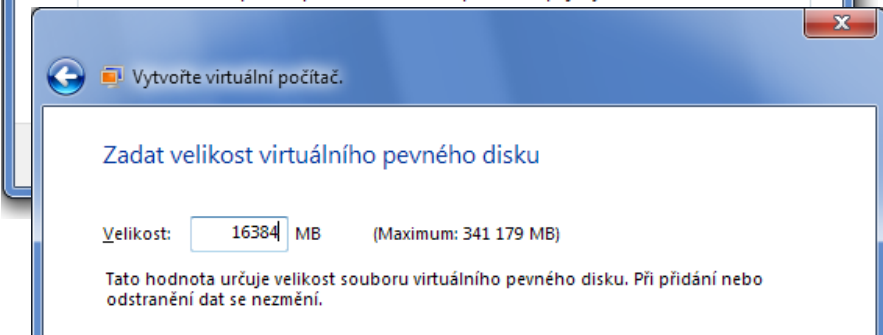 Vytvořte virtuální počítač.
Zadat velikost virtuálního pevného disku
Velikost: 16384 MB (Maximum: 341 179 MB)
Tato hodnota určuje velikost souboru virtuálního pevného disku. Při přidání nebo
odstranění dat se nezmění.